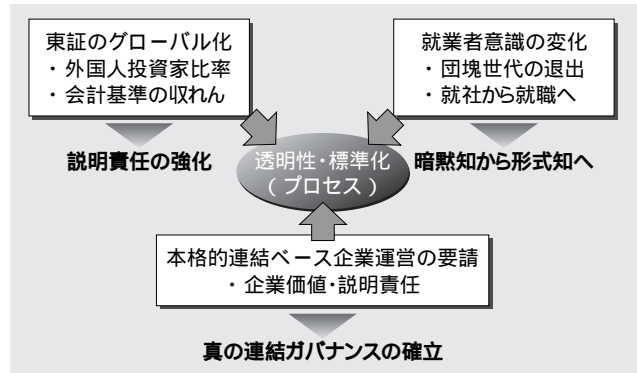 東証のグローバル化
・外国人投資家比率
・会計基準の収れん
就業者意識の変化
・団塊世代の退出
・就社から就職へ
説明責任の強化
透明性・標準化
(プロセス)
暗黙知から形式知へ
本格的連結ベース企業運営の要請
・企業価値・説明責任
真の連結ガバナンスの確立